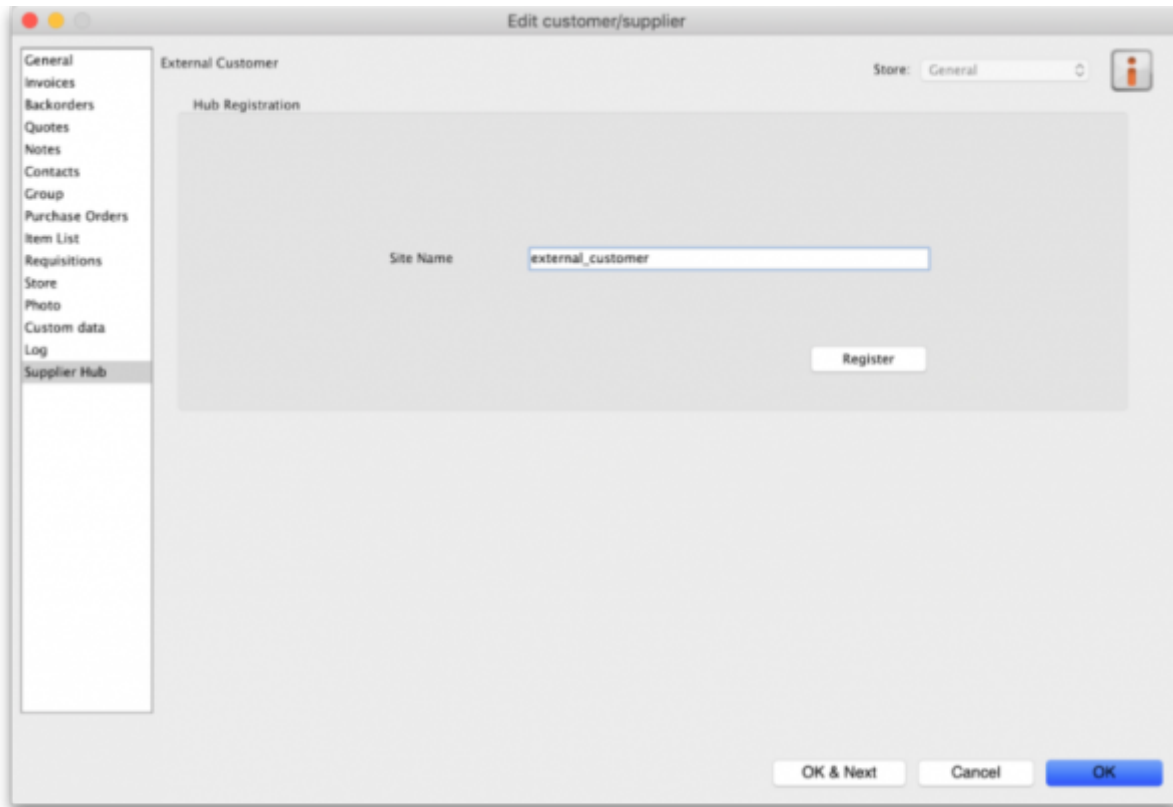 Edit customer/supplier
General
Invoices
Backorders
Quotes
Notes
Contacts
Group
Purchase Orders
Item List
Requisitions
Store
Photo
Custom data
Log
Supplier Hub
External Customer
Store: General
Hub Registration
Site Name external_customer
Register
OK & Next Cancel OK